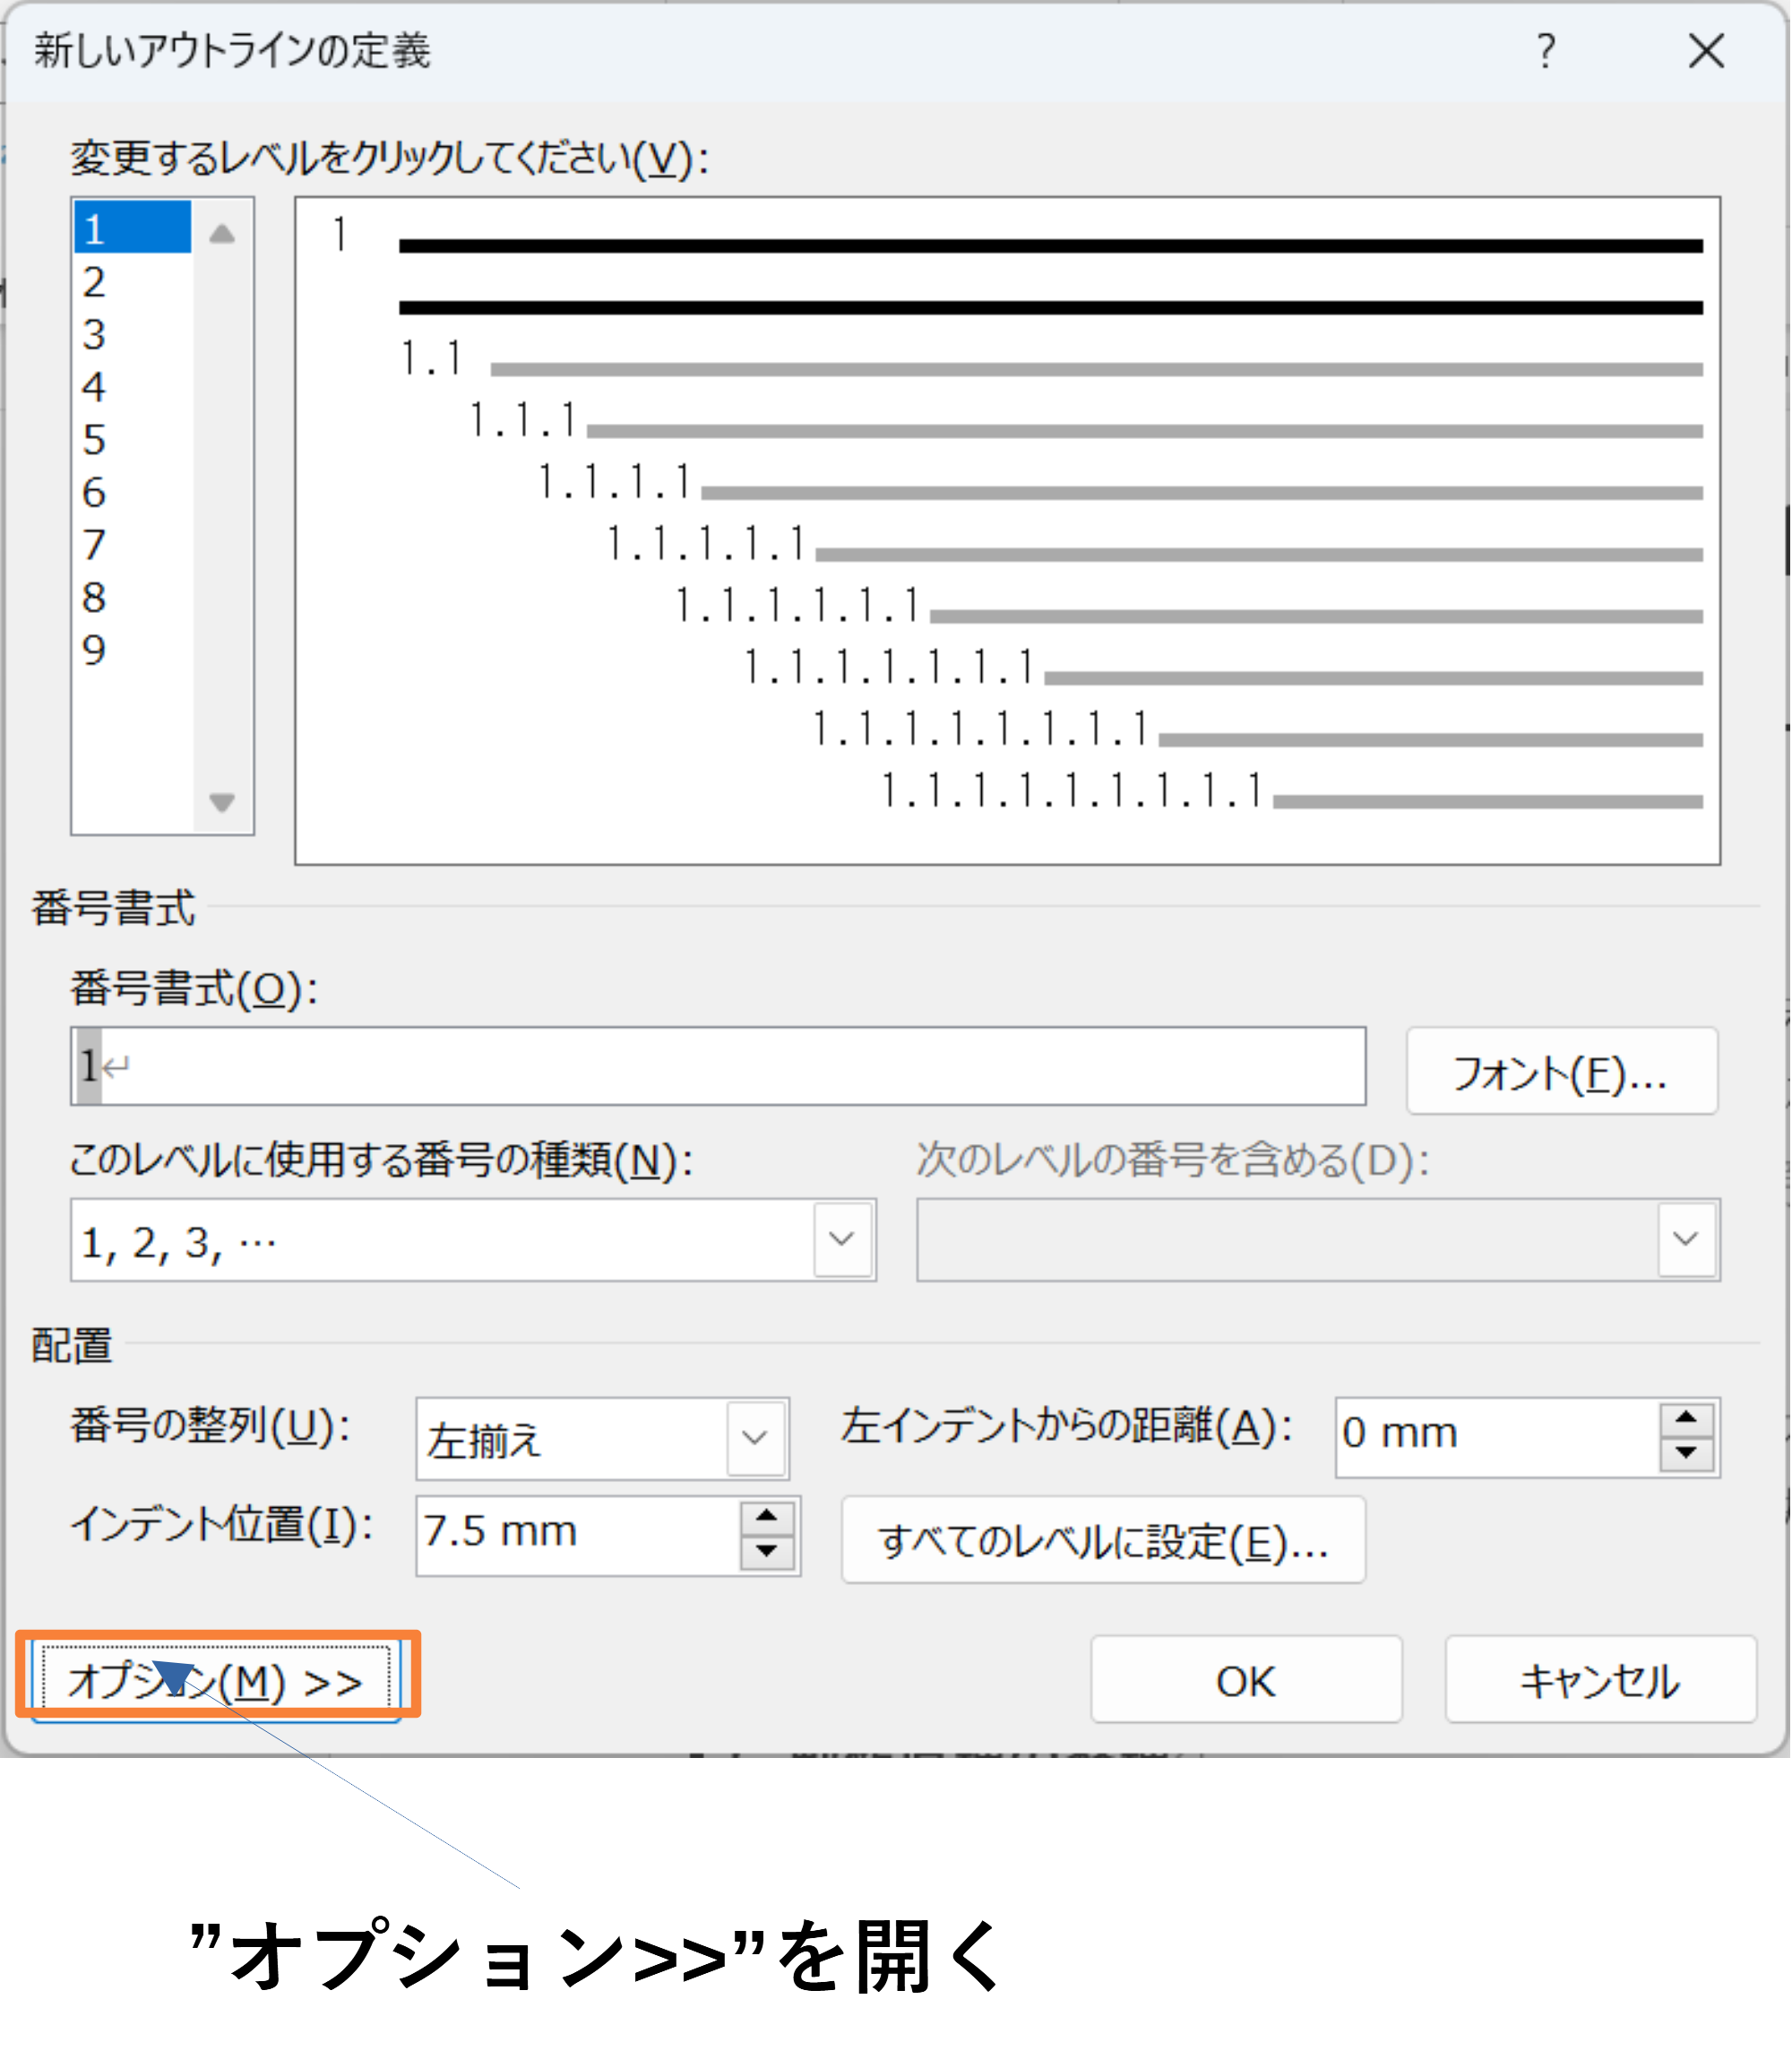 新しいアウトラインの定義 ?
変更するレベルをクリックしてください(V):
1
2
3
4
5
6
7
8
9
1
1.1
1.1.1
1.1.1.1
1.1.1.1.1
1.1.1.1.1.1
1.1.1.1.1.1.1
1.1.1.1.1.1.1.1
1.1.1.1.1.1.1.1.1
番号書式
番号書式(O):
1↵ フォント(F)...
このレベルに使用する番号の種類(N): 次のレベルの番号を含める(D):
1, 2, 3, …
配置
番号の整列(U): 左揃え 左インデントからの距離(A): 0 mm
インデント位置(I): 7.5 mm すべてのレベルに設定(E)...
オプション(M) >> OK キャンセル
”オプション>>”を開く